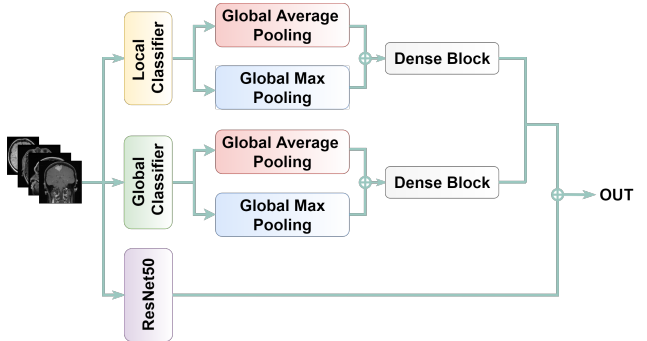 Local
Classifier
Global Average
Pooling
Global Max
Pooling
Dense Block
Global
Classifier
Global Average
Pooling
Global Max
Pooling
Dense Block
OUT
ResNet50